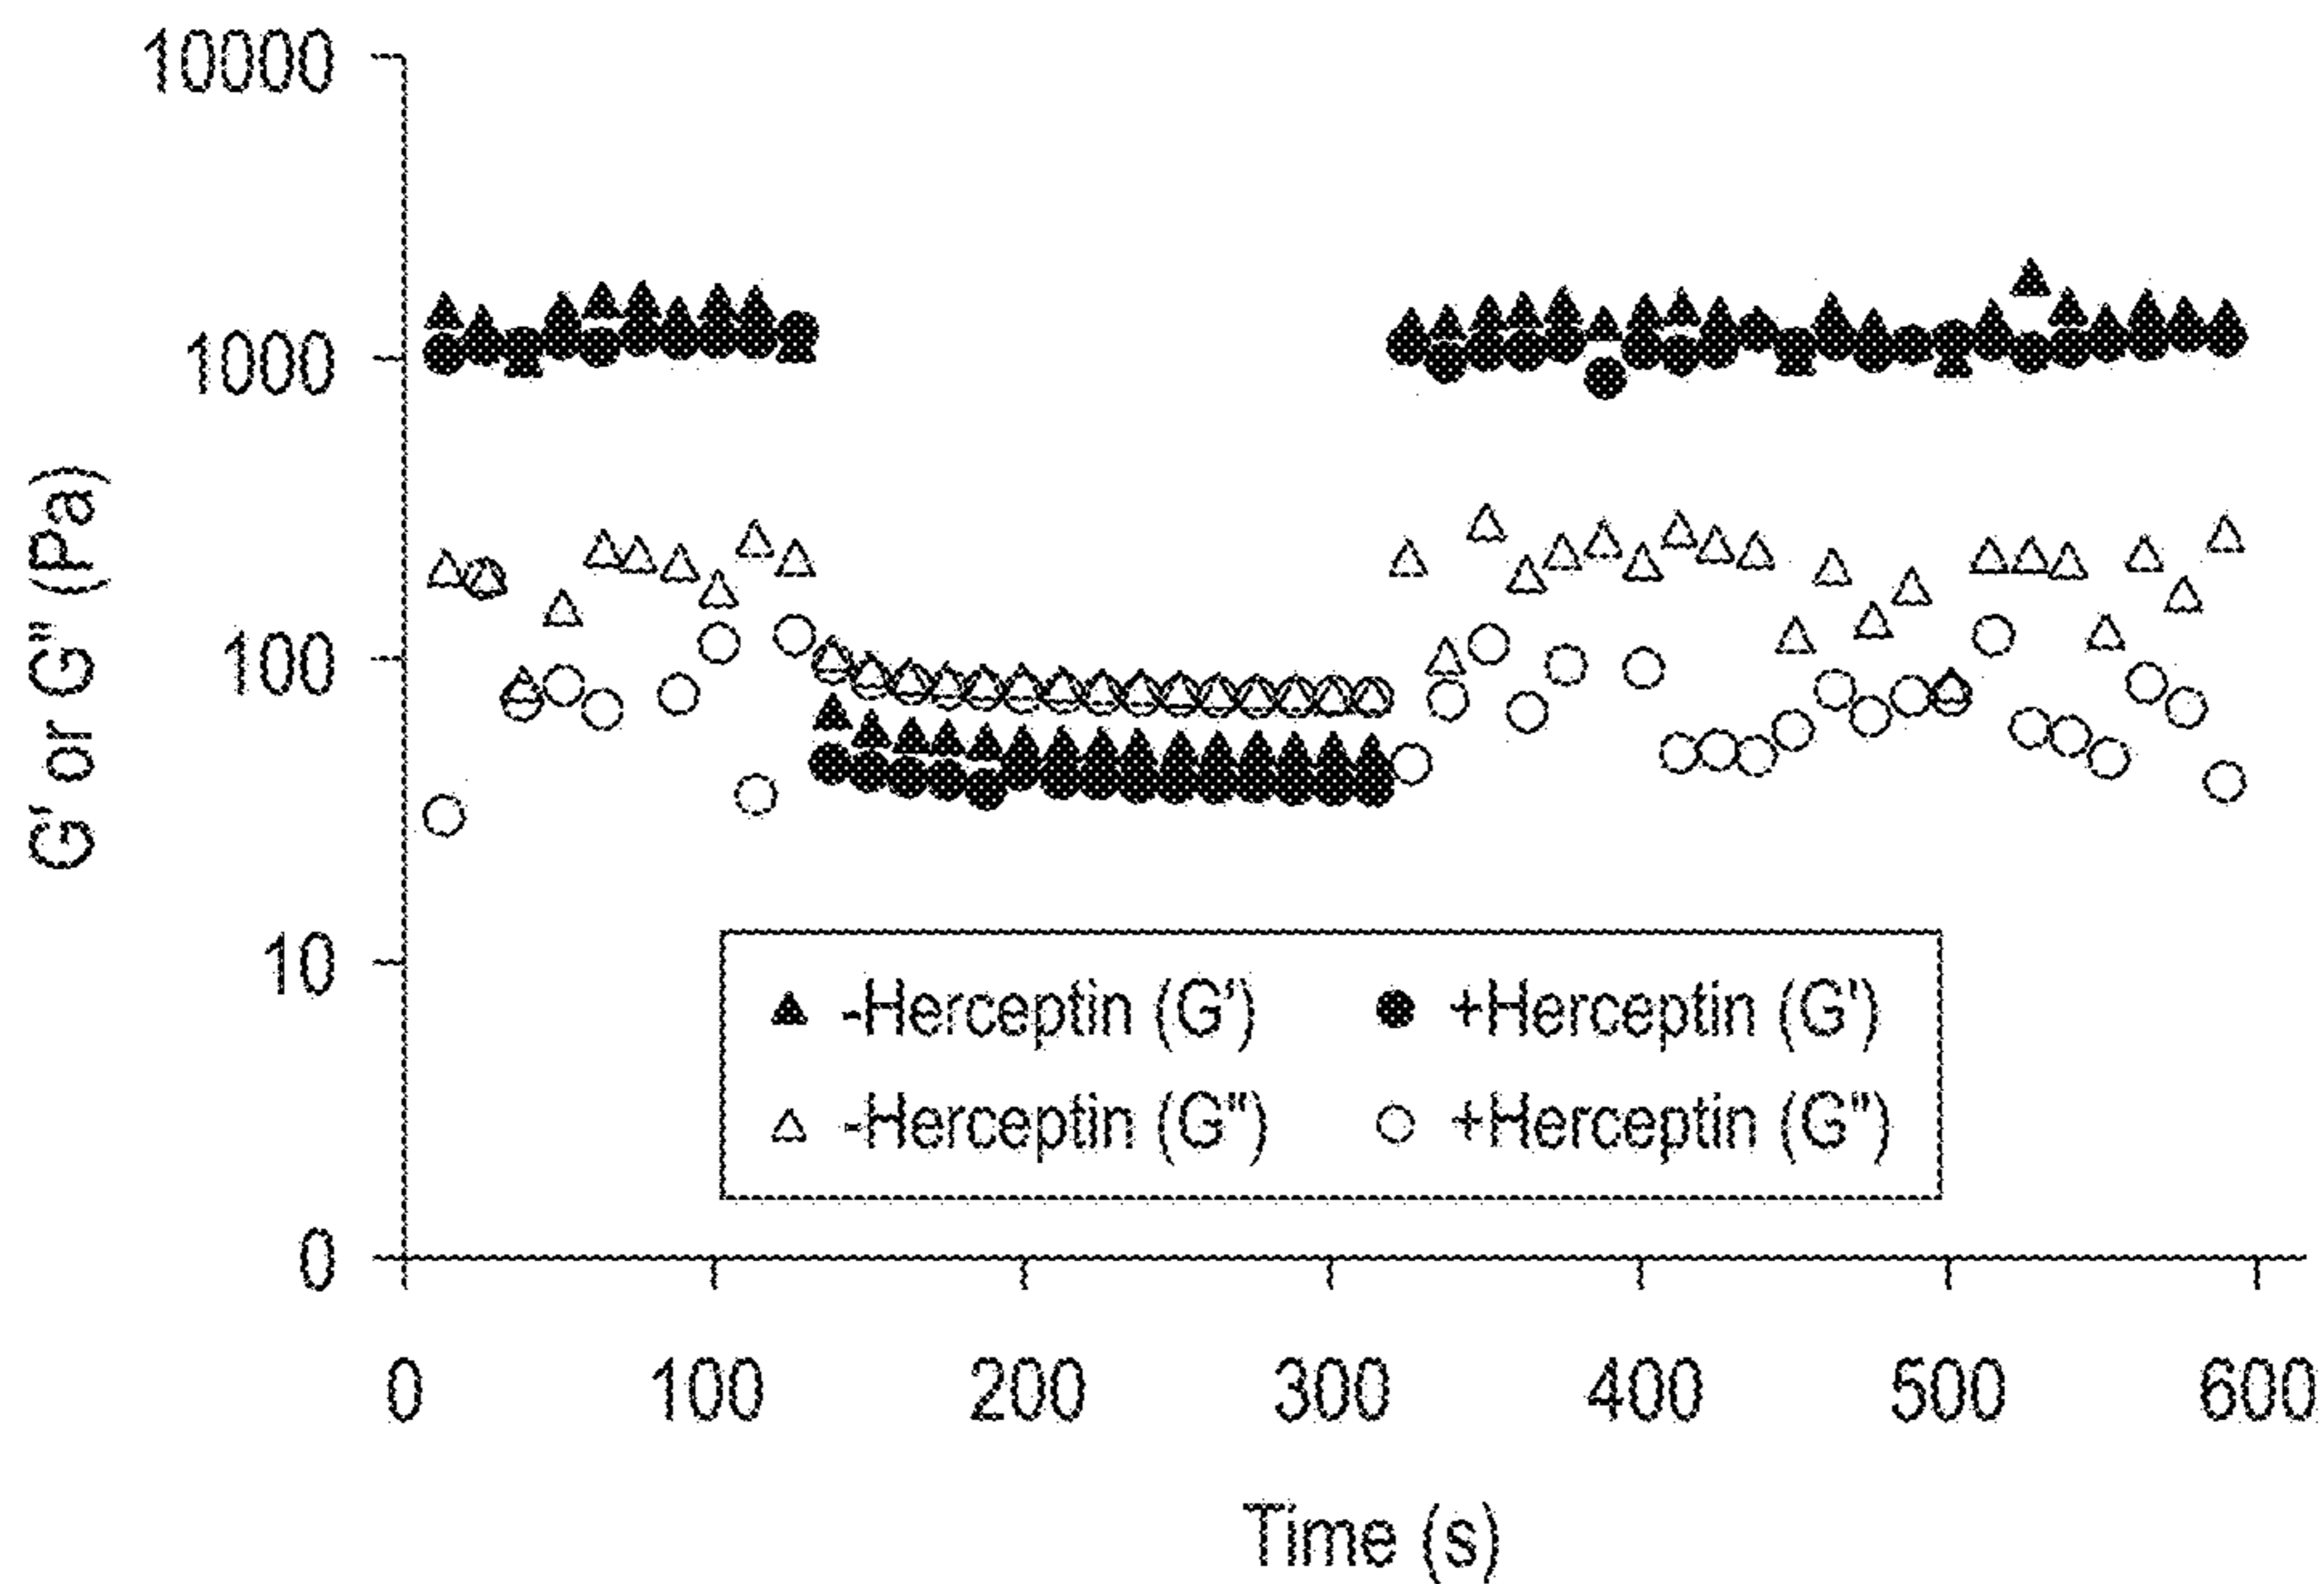 10000
1000
100
10
0
G' or G" (Pa)
-Herceptin (G') +Herceptin (G')
-Herceptin (G") +Herceptin (G")
0 100 200 300 400 500 600
Time (s)